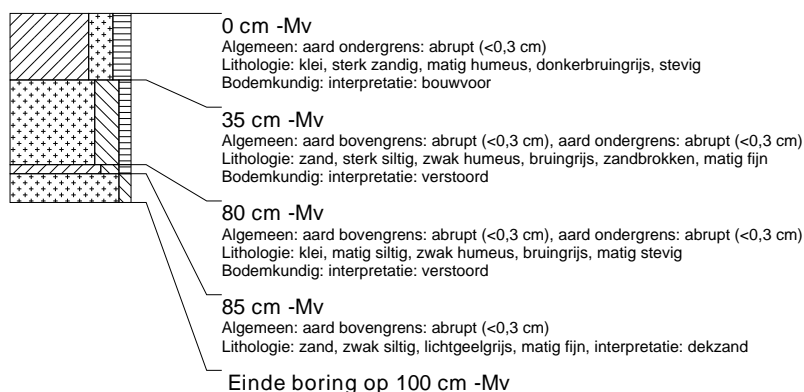 0 cm -Mv
Algemeen: aard ondergrens: abrupt (<0,3 cm)
Lithologie: klei, sterk zandig, matig humeus, donkerbruingrijs, stevig
Bodemkundig: interpretatie: bouwvoor
35 cm -Mv
Algemeen: aard bovengrens: abrupt (<0,3 cm), aard ondergrens: abrupt (<0,3 cm)
Lithologie: zand, sterk siltig, zwak humeus, bruingrijs, zandbrokken, matig fijn
Bodemkundig: interpretatie: verstoord
80 cm -Mv
Algemeen: aard bovengrens: abrupt (<0,3 cm), aard ondergrens: abrupt (<0,3 cm)
Lithologie: klei, matig siltig, zwak humeus, bruingrijs, matig stevig
Bodemkundig: interpretatie: verstoord
85 cm -Mv
Algemeen: aard bovengrens: abrupt (<0,3 cm)
Lithologie: zand, zwak siltig, lichtgeelgrijs, matig fijn, interpretatie: dekzand
Einde boring op 100 cm -Mv